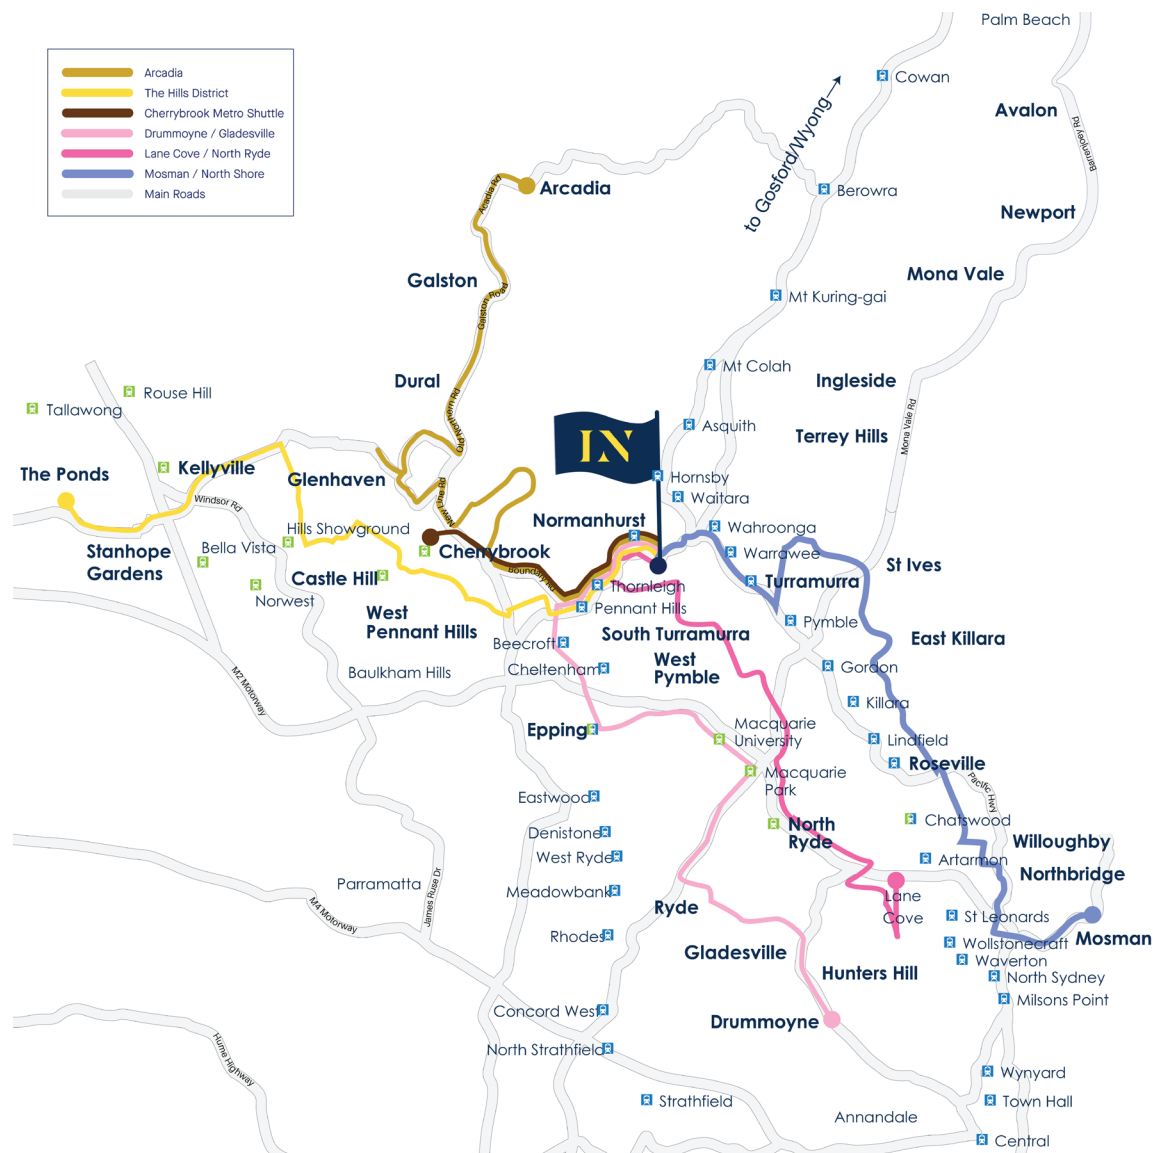 Palm Beach
Cowan
Arcadia
The Hills District
Cherrybrook Metro Shuttle
Drummoyne / Gladesville
Lane Cove / North Ryde
Mosman / North Shore
Main Roads
Avalon
Barrenjoey Rd
to Gosford/Wyong
Acadia Rd
Arcadia
Berowra
Newport
Galston
Mona Vale
Galston Road
Mt Kuring-gai
Mt Colah
Dural
Ingleside
Rouse Hill
Tallawong
Old Northern Rd
Asquith
Mona Vale Rd
Terrey Hills
IN
The Ponds
Kellyville
Glenhaven
Hornsby
Waitara
Windsor Rd
New Line Rd
Hills Showground
Normanhurst
Wahroonga
Stanhope
Gardens
Bella Vista
Cherrybrook
Warrawee
St Ives
Castle Hill
Boundary Rd
Thornleigh
Turramurra
Norwest
West
Pennant Hills
Pennant Hills
Pymble
South Turramurra
East Killara
Beecroft
Cheltenham
West
Pymble
Gordon
Baulkham Hills
M2 Motorway
Killara
Epping
Macquarie
University
Lindfield
Roseville
Macquarie
Park
Pacific Hwy
Eastwood
Chatswood
Denistone
North
Ryde
Willoughby
West Ryde
Artarmon
Northbridge
Parramatta
James Ruse Dr
Meadowbank
Lane
Cove
M4 Motorway
Ryde
St Leonards
Rhodes
Mosman
Wollstonecraft
Gladesville
Waverton
Hunters Hill
North Sydney
Milsons Point
Concord West
Drummoyne
Hume Highway
North Strathfield
Wynyard
Strathfield
Town Hall
Annandale
Central